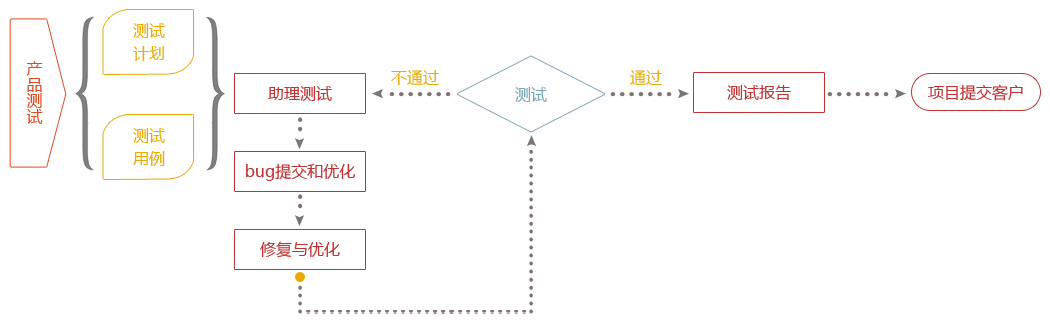 产品测试
测试
计划
测试
用例
助理测试
bug提交和优化
修复与优化
不通过
测试
通过
测试报告
项目提交客户